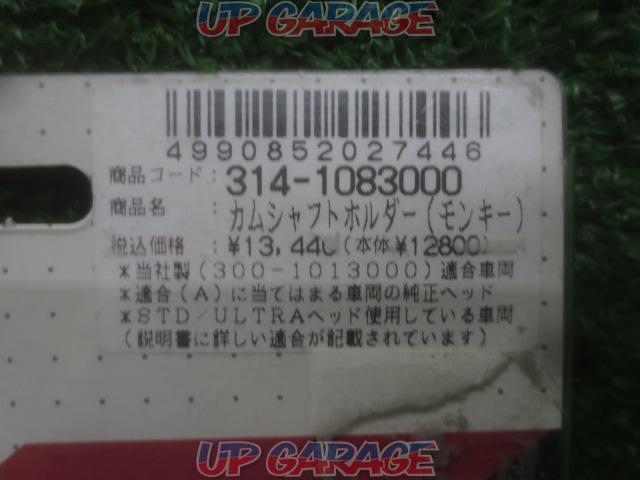 UP GARAGE
4990852027446
商品コード: 314-1083000
商品名 : カムシャフトホルダー(モンキー)
税込価格 : ¥13,440(本体¥12800)
*当社製(300-1013000)適合車両
*適合(A)に当てはまる車両の純正ヘッド
*STD/ULTRAヘッド使用している車両
(説明書に詳しい適合が記載されています)
UP GARAGE